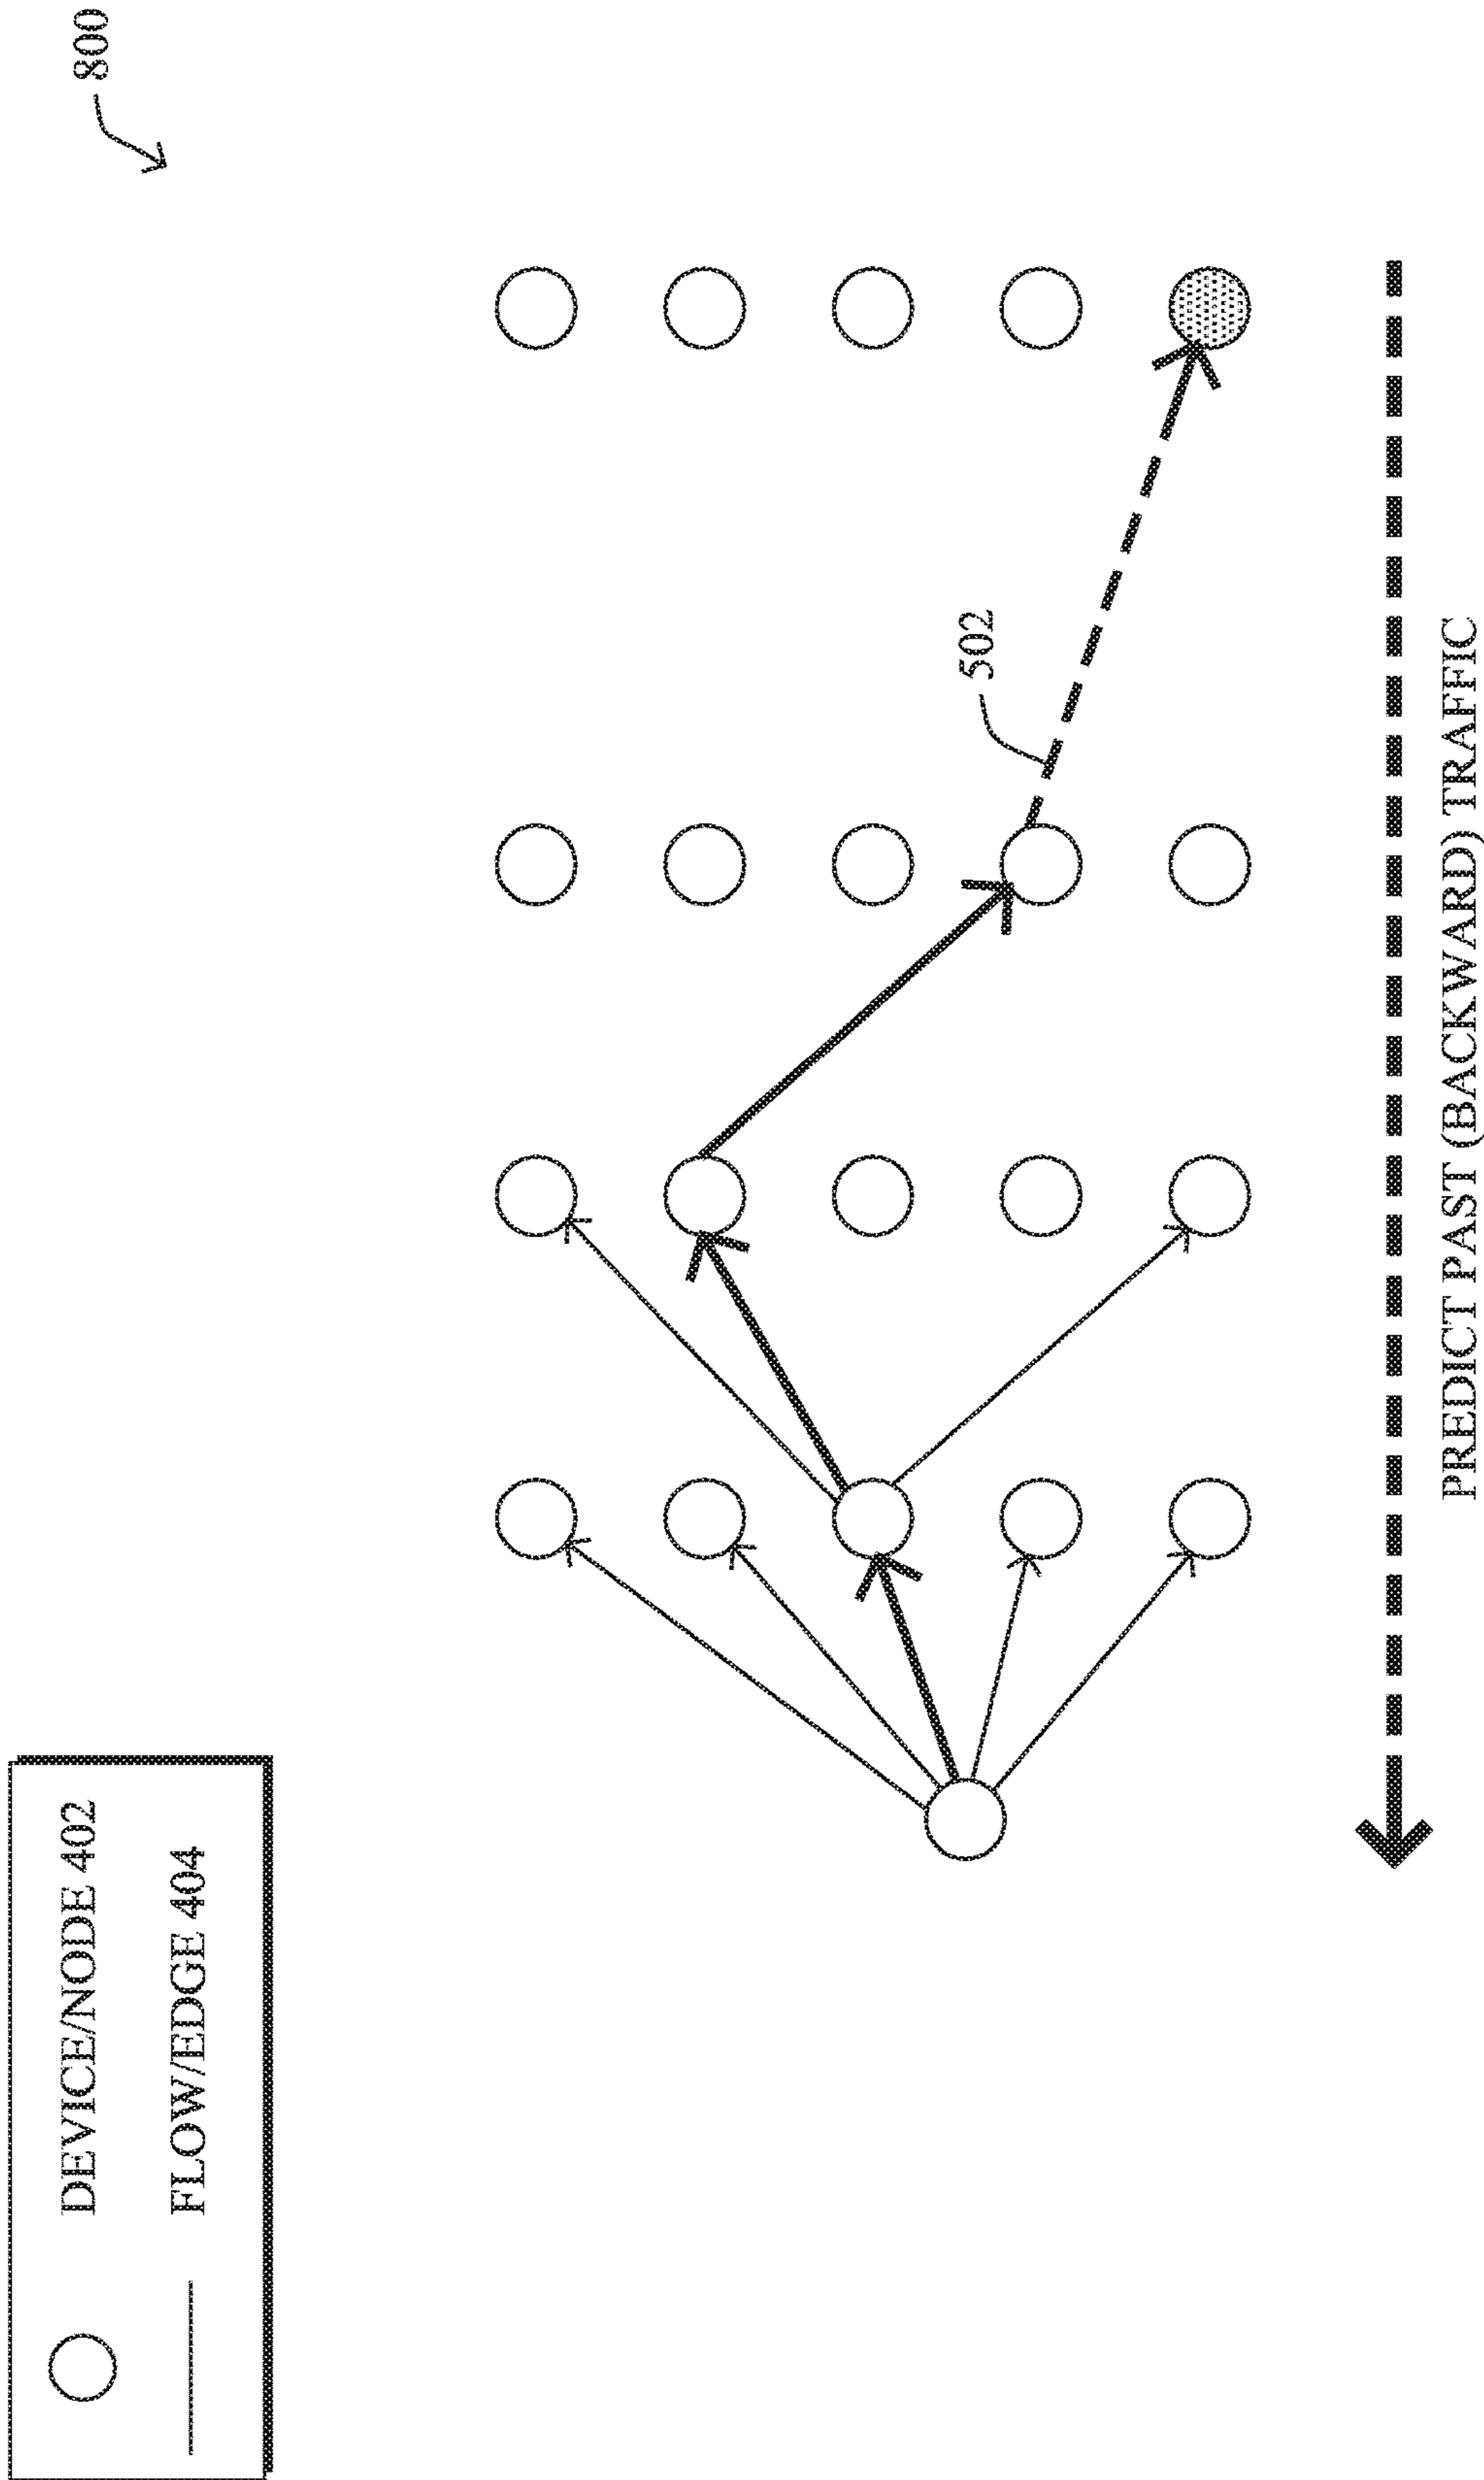 DEVICE/NODE 402
FLOW/EDGE 404
800
502
PREDICT PAST (BACKWARD) TRAFFIC